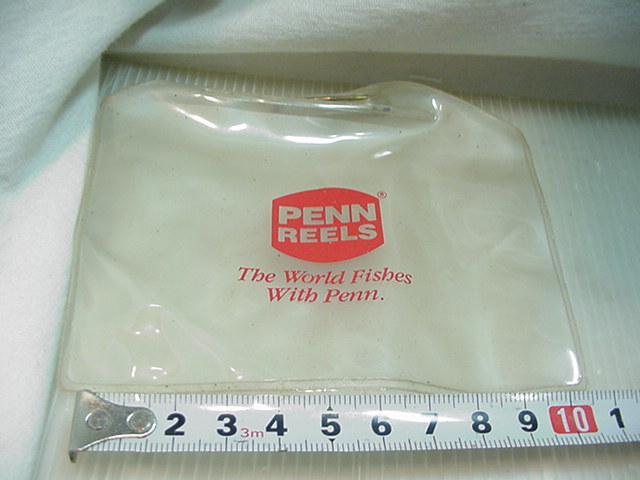 PENN ®
REELS
The World Fishes
With Penn.
2 3 3m 4 5 6 7 8 9 10 1